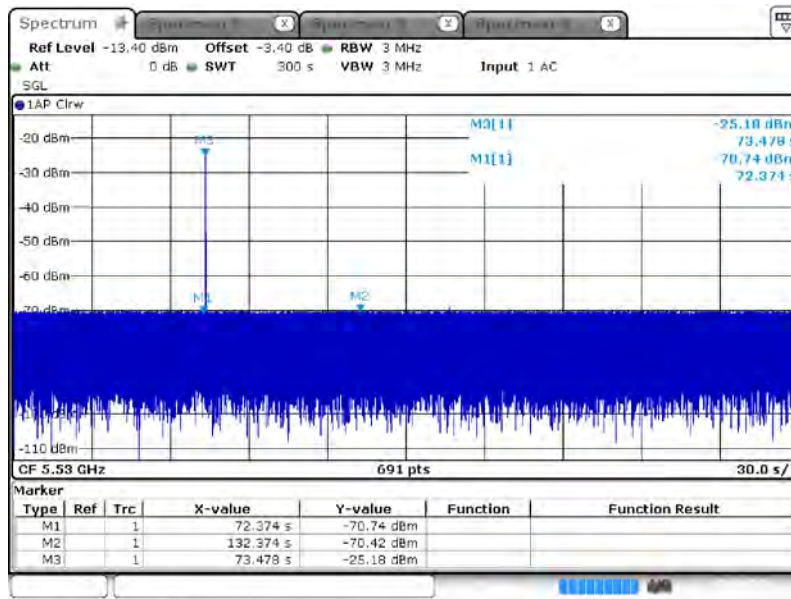 Spectrum
Ref Level -13.40 dBm Offset -3.40 dB RBW 3 MHz
Att 0 dB SWT 300 s VBW 3 MHz Input 1 AC
SGL
1AP Clrw
M3[1] -25.18 dBm
73.478 s
M1[1] -70.74 dBm
72.374 s
-20 dBm
M3
-30 dBm
-40 dBm
-50 dBm
-60 dBm
M1 M2
-70 dBm
-110 dBm
CF 5.53 GHz 691 pts 30.0 s/
Marker
Type Ref Trc X-value Y-value Function Function Result
M1 1 72.374 s -70.74 dBm
M2 1 132.374 s -70.42 dBm
M3 1 73.478 s -25.18 dBm